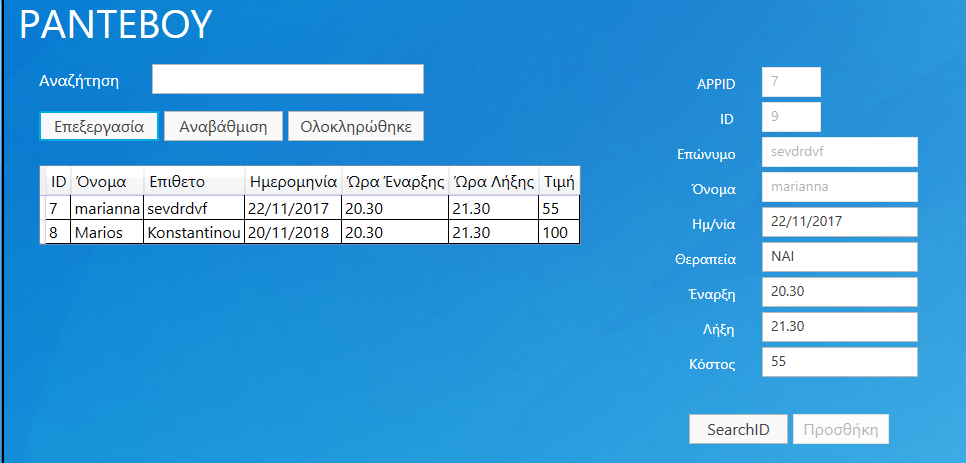 ΡΑΝΤΕΒΟΥ
Αναζήτηση
Επεξεργασία Αναβάθμιση Ολοκληρώθηκε
ID Όνομα Επιθετο Ημερομηνία Ώρα Έναρξης Ώρα Λήξης Τιμή
7 marianna sevdrdvf 22/11/2017 20.30 21.30 55
8 Marios Konstantinou 20/11/2018 20.30 21.30 100
APPID 7
ID 9
Επώνυμο sevdrdvf
Όνομα marianna
Ημ/νία 22/11/2017
Θεραπεία ΝΑΙ
Έναρξη 20.30
Λήξη 21.30
Κόστος 55
SearchID Προσθήκη